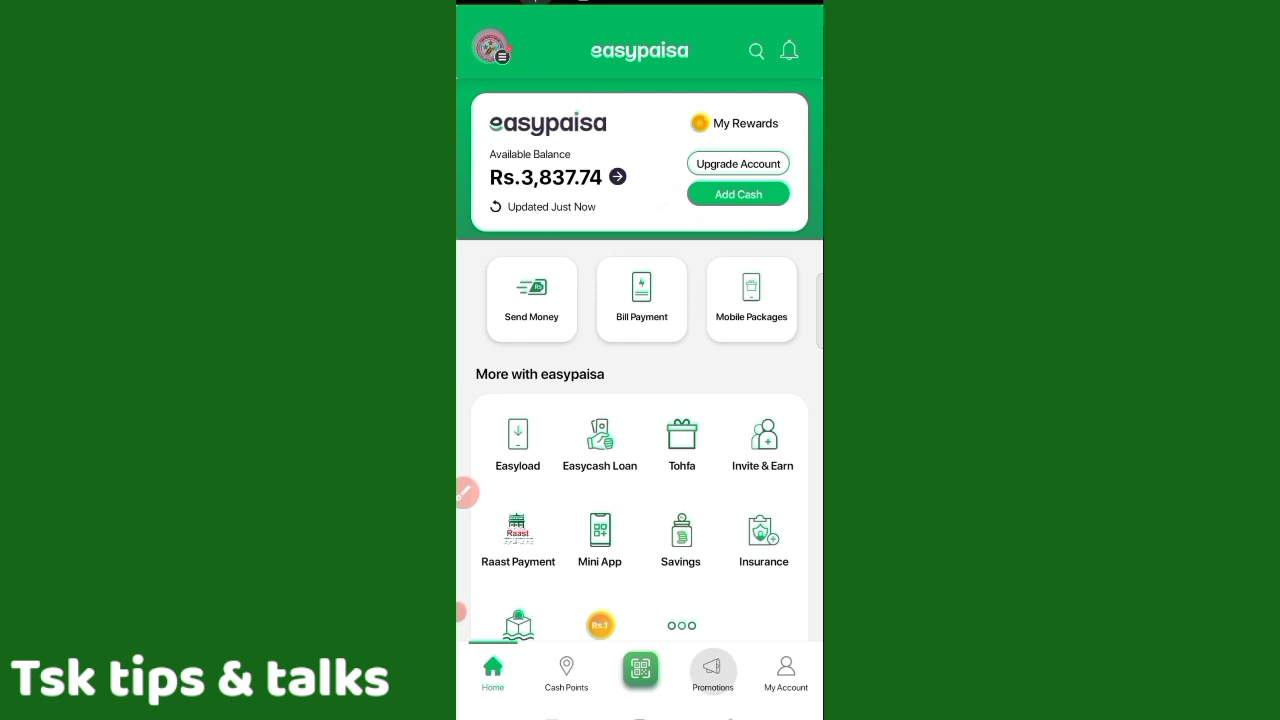 easypaisa
easypaisa
My Rewards
Available Balance
Upgrade Account
Rs.3,837.74
Add Cash
Updated Just Now
Rs
Send Money
Bill Payment
Mobile Packages
More with easypaisa
Easyload
Easycash Loan
Tohfa
Invite & Earn
Raast
Raast Payment
Mini App
Savings
Insurance
Rs.1
Home
Cash Points
Promotions
My Account
Tsk tips & talks